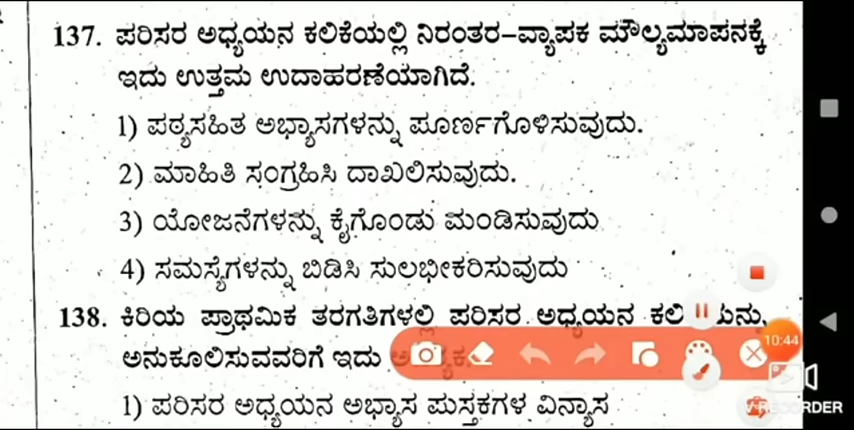 137. ಪರಿಸರ ಅಧ್ಯಯನ ಕಲಿಕೆಯಲ್ಲಿ ನಿರಂತರ-ವ್ಯಾಪಕ ಮೌಲ್ಯಮಾಪನಕ್ಕೆ
ಇದು ಉತ್ತಮ ಉದಾಹರಣೆಯಾಗಿದೆ.
1) ಪಠ್ಯಸಹಿತ ಅಭ್ಯಾಸಗಳನ್ನು ಪೂರ್ಣಗೊಳಿಸುವುದು.
2) ಮಾಹಿತಿ ಸಂಗ್ರಹಿಸಿ ದಾಖಲಿಸುವುದು.
3) ಯೋಜನೆಗಳನ್ನು ಕೈಗೊಂಡು ಮಂಡಿಸುವುದು
4) ಸಮಸ್ಯೆಗಳನ್ನು ಬಿಡಿಸಿ ಸುಲಭೀಕರಿಸುವುದು
138. ಕಿರಿಯ ಪ್ರಾಥಮಿಕ ತರಗತಿಗಳಲ್ಲಿ ಪರಿಸರ ಅಧ್ಯಯನ
ಅನುಕೂಲಿಸುವವರಿಗೆ ಇದು
10:44
1) ಪರಿಸರ ಅಧ್ಯಯನ ಅಭ್ಯಾಸ ಪುಸ್ತಕಗಳ ವಿನ್ಯಾಸ